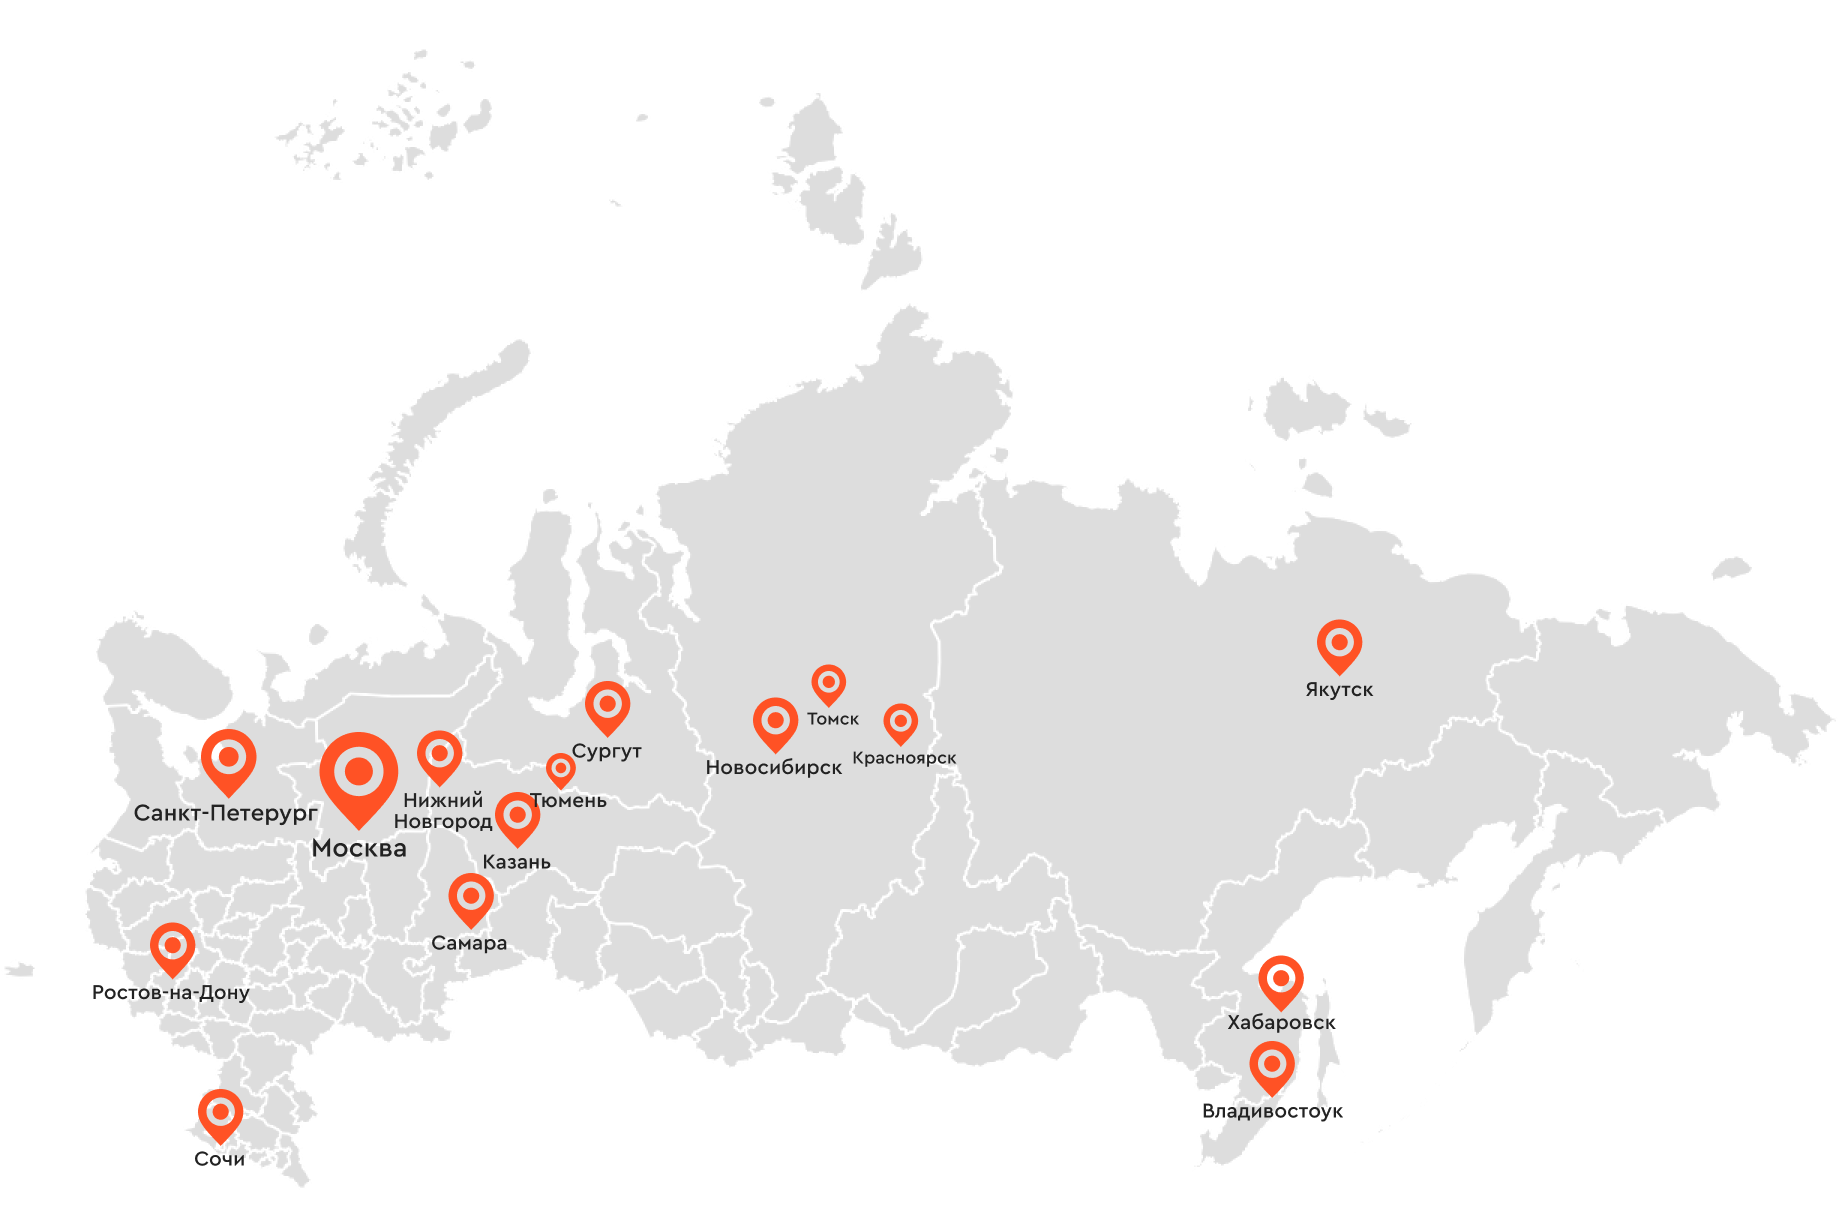 Якутск
Томск
Красноярск
Сургут
Новосибирск
Тюмень
Нижний
Новгород
Санкт-Петерург
Москва
Казань
Самара
Ростов-на-Дону
Хабаровск
Владивостоук
Сочи